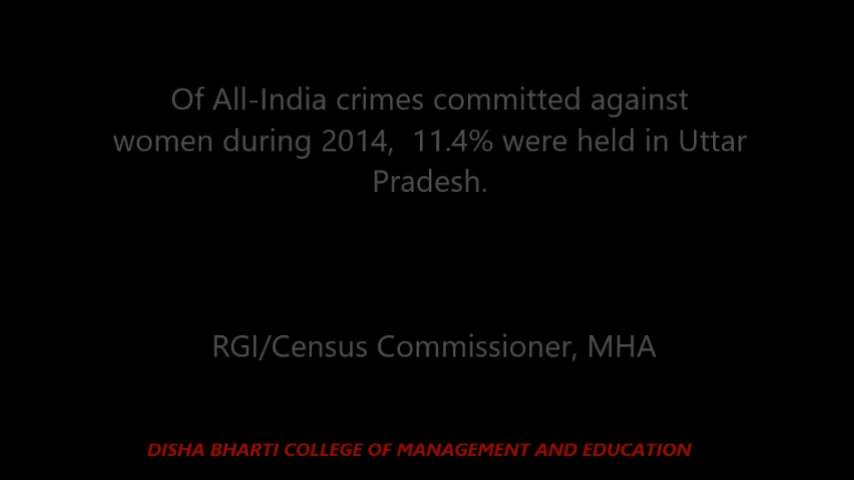 Of All-India crimes committed against
women during 2014,  11.4% were held in Uttar
Pradesh.
RGI/Census Commissioner, MHA
DISHA BHARTI COLLEGE OF MANAGEMENT AND EDUCATION